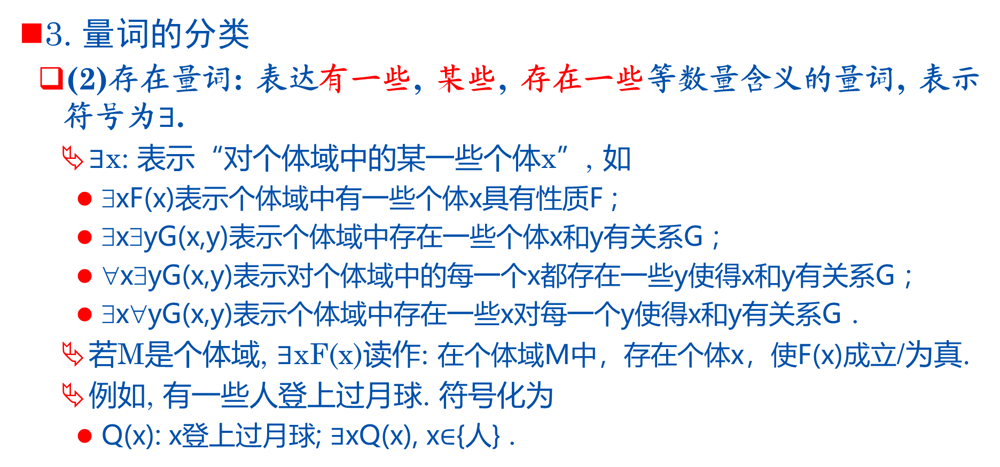 3. 量词的分类
(2)存在量词: 表达有一些, 某些, 存在一些等数量含义的量词, 表示
符号为∃.
∃x: 表示“对个体域中的某一些个体x”, 如
∃xF(x)表示个体域中有一些个体x具有性质F；
∃x∃yG(x,y)表示个体域中存在一些个体x和y有关系G；
∀x∃yG(x,y)表示对个体域中的每一个x都存在一些y使得x和y有关系G；
∃x∀yG(x,y)表示个体域中存在一些x对每一个y使得x和y有关系G .
若M是个体域, ∃xF(x)读作: 在个体域M中，存在个体x，使F(x)成立/为真.
例如, 有一些人登上过月球. 符号化为
Q(x): x登上过月球; ∃xQ(x), x∈{人} .